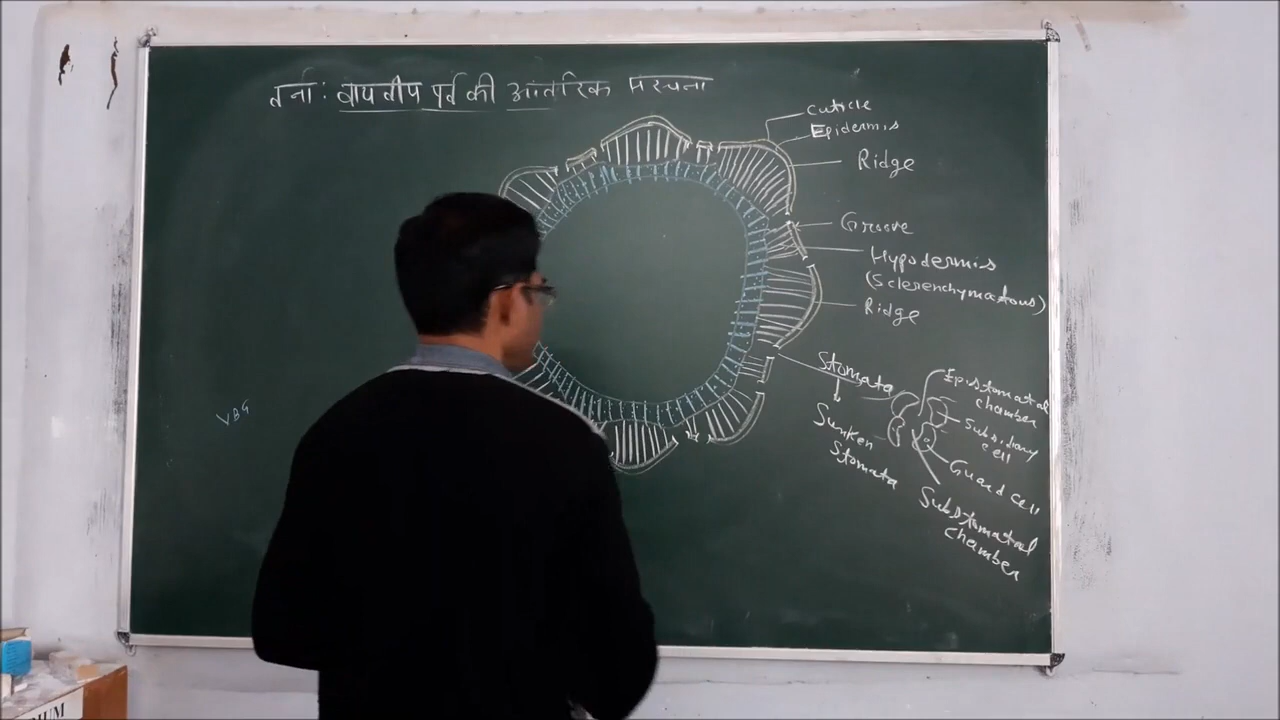 तना: वायवीय पर्व की आंतरिक संरचना
Cuticle
Epidermis
Ridge
Groove
Hypodermis
(Sclerenchymatous)
Ridge
Stomata
Sunken
Stomata
Epistomatal
chamber
Subsidiary
cell
Guard cell
Substomatal
chamber
VBG